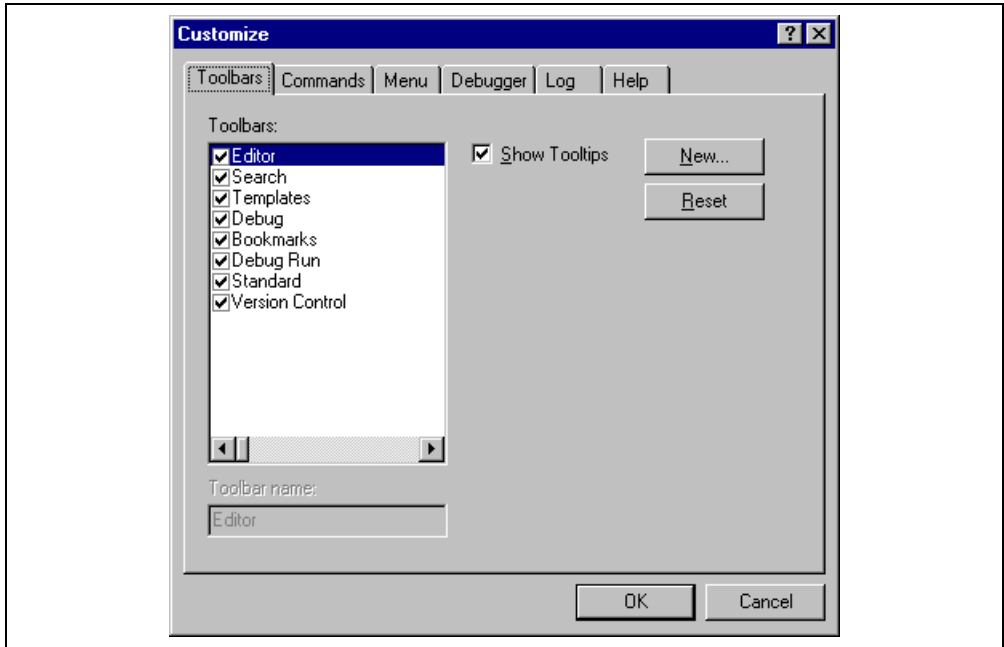 Customize
Toolbars Commands Menu Debugger Log Help
Toolbars:
Editor
Search
Templates
Debug
Bookmarks
Debug Run
Standard
Version Control
Show Tooltips
New...
Reset
Toolbar name:
Editor
OK Cancel